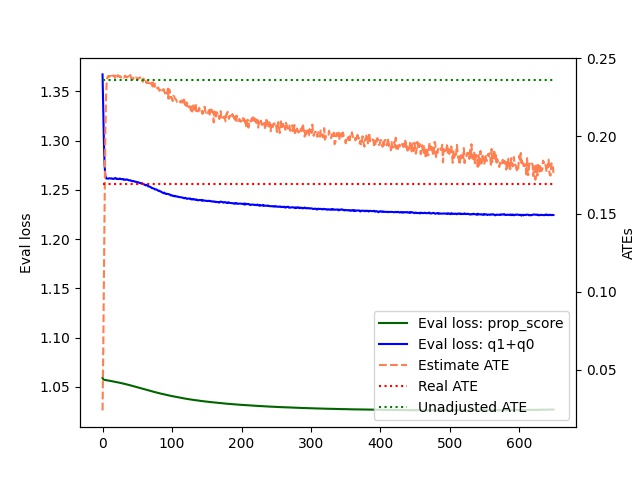 Eval loss
1.35
1.30
1.25
1.20
1.15
1.10
1.05
0
100
200
300
400
500
600
0.25
0.20
0.15
0.10
0.05
ATEs
Eval loss: prop_score
Eval loss: q1+q0
Estimate ATE
Real ATE
Unadjusted ATE